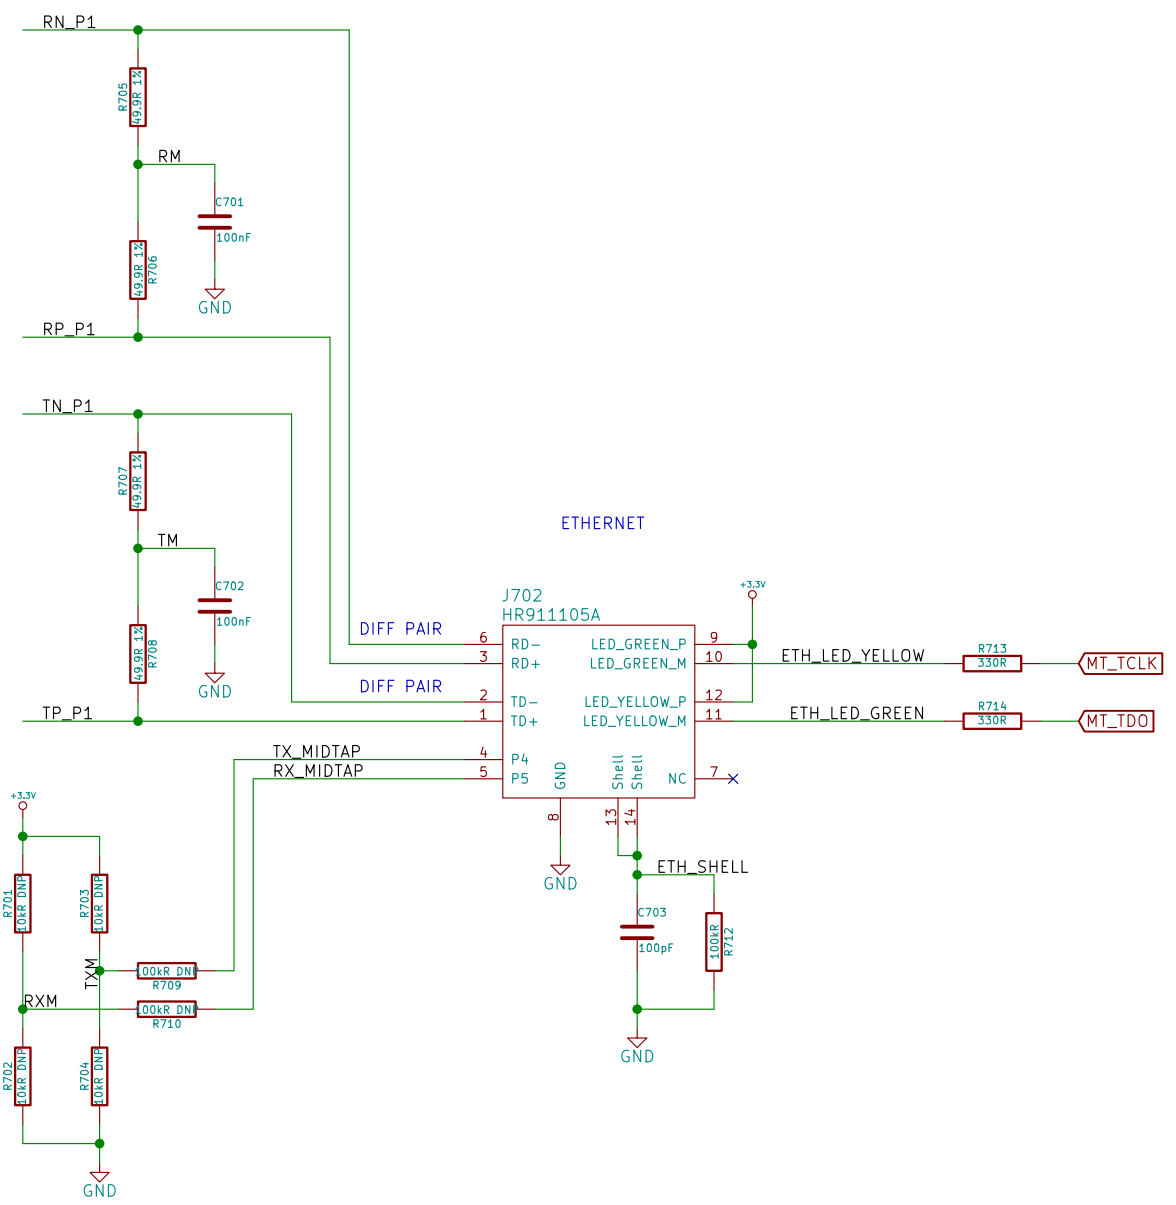 RN_P1
R705
49.9R 1%
RM
C701
100nF
49.9R 1%
R706
GND
RP_P1
TN_P1
R707
49.9R 1%
TM
C702
100nF
49.9R 1%
R708
GND
TP_P1
ETHERNET
J702
HR911105A
DIFF PAIR
DIFF PAIR
6
RD-
3
RD+
2
TD-
1
TD+
4
P4
5
P5
TX_MIDTAP
RX_MIDTAP
LED_GREEN_P
9
LED_GREEN_M
10
LED_YELLOW_P
12
LED_YELLOW_M
11
NC
7
GND
8
Shell
13
Shell
14
+3.3V
ETH_LED_YELLOW
R713
330R
MT_TCLK
ETH_LED_GREEN
R714
330R
MT_TDO
GND
ETH_SHELL
C703
100pF
100kR
R712
GND
+3.3V
R701
10kR DNP
R703
10kR DNP
TXM
100kR DNP
R709
RXM
100kR DNP
R710
R702
10kR DNP
R704
10kR DNP
GND